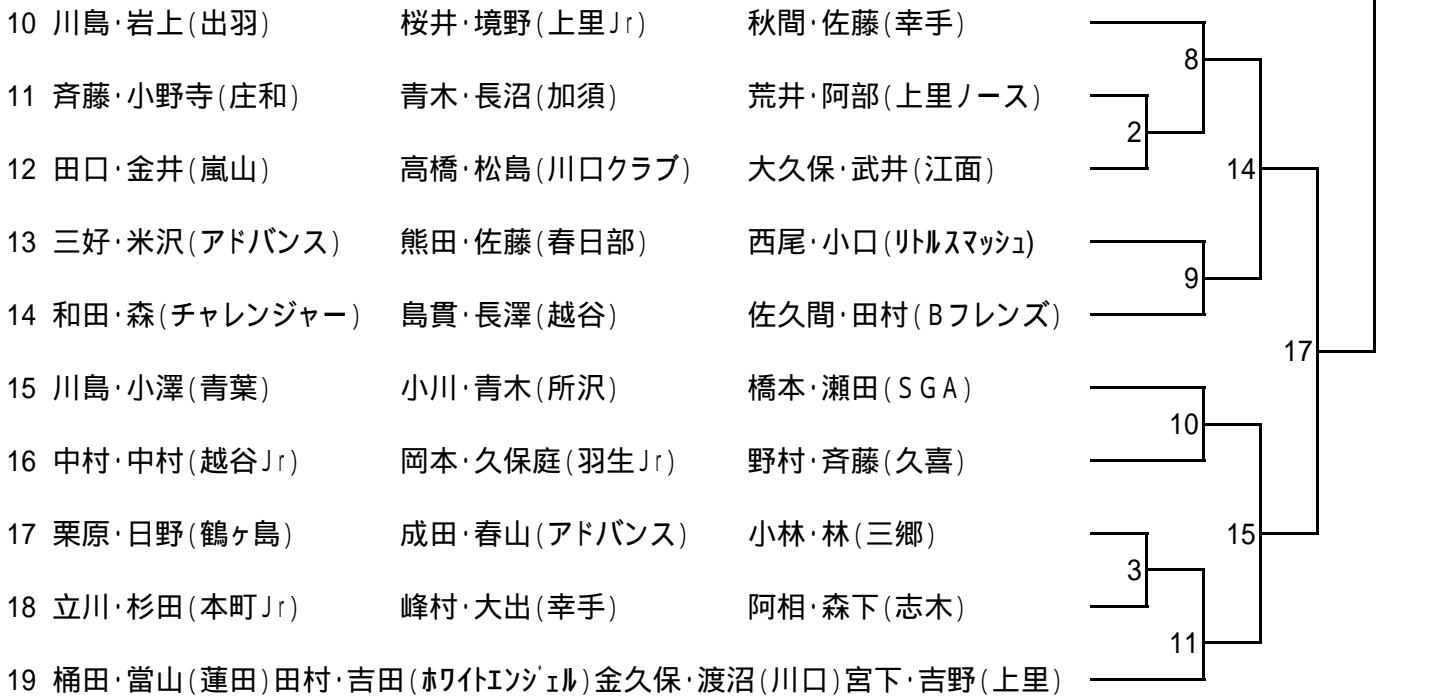 10 川島・岩上(出羽) 桜井・境野(上里Jr) 秋間・佐藤(幸手)
8
11 斉藤・小野寺(庄和) 青木・長沼(加須) 荒井・阿部(上里ノース)
2
12 田口・金井(嵐山) 高橋・松島(川口クラブ) 大久保・武井(江面) 14
13 三好・米沢(アドバンス) 熊田・佐藤(春日部) 西尾・小口(ﾘﾄﾙｽﾏｯｼｭ)
9
14 和田・森(チャレンジャー)島貫・長澤(越谷) 佐久間・田村(Bフレンズ)
17
15 川島・小澤(青葉) 小川・青木(所沢) 橋本・瀬田(SGA)
10
16 中村・中村(越谷Jr) 岡本・久保庭(羽生Jr) 野村・斉藤(久喜)
17 栗原・日野(鶴ヶ島) 成田・春山(アドバンス) 小林・林(三郷) 15
3
18 立川・杉田(本町Jr) 峰村・大出(幸手) 阿相・森下(志木)
11
19 桶田・當山(蓮田)田村・吉田(ﾎﾜｲﾄｴﾝｼﾞｪﾙ)金久保・渡沼(川口)宮下・吉野(上里)